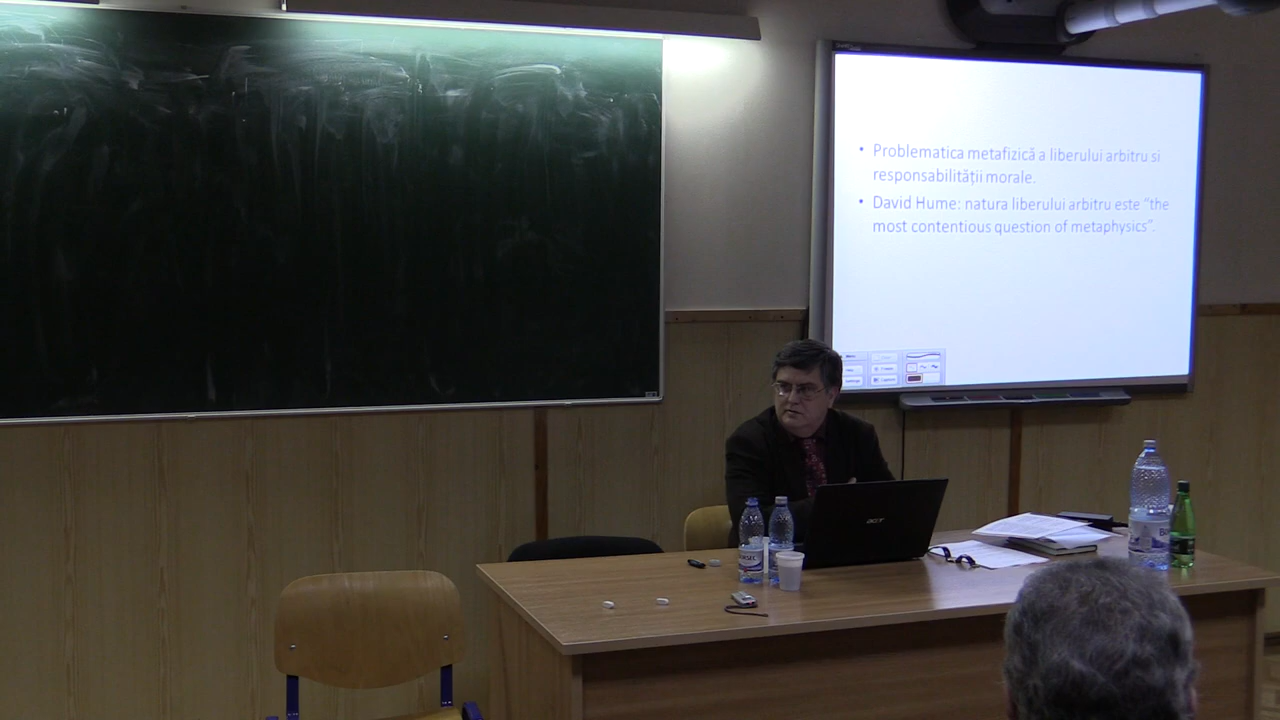 • Problematica metafizică a liberului arbitru si
responsabilității morale.
• David Hume: natura liberului arbitru este “the
most contentious question of metaphysics”.
acer